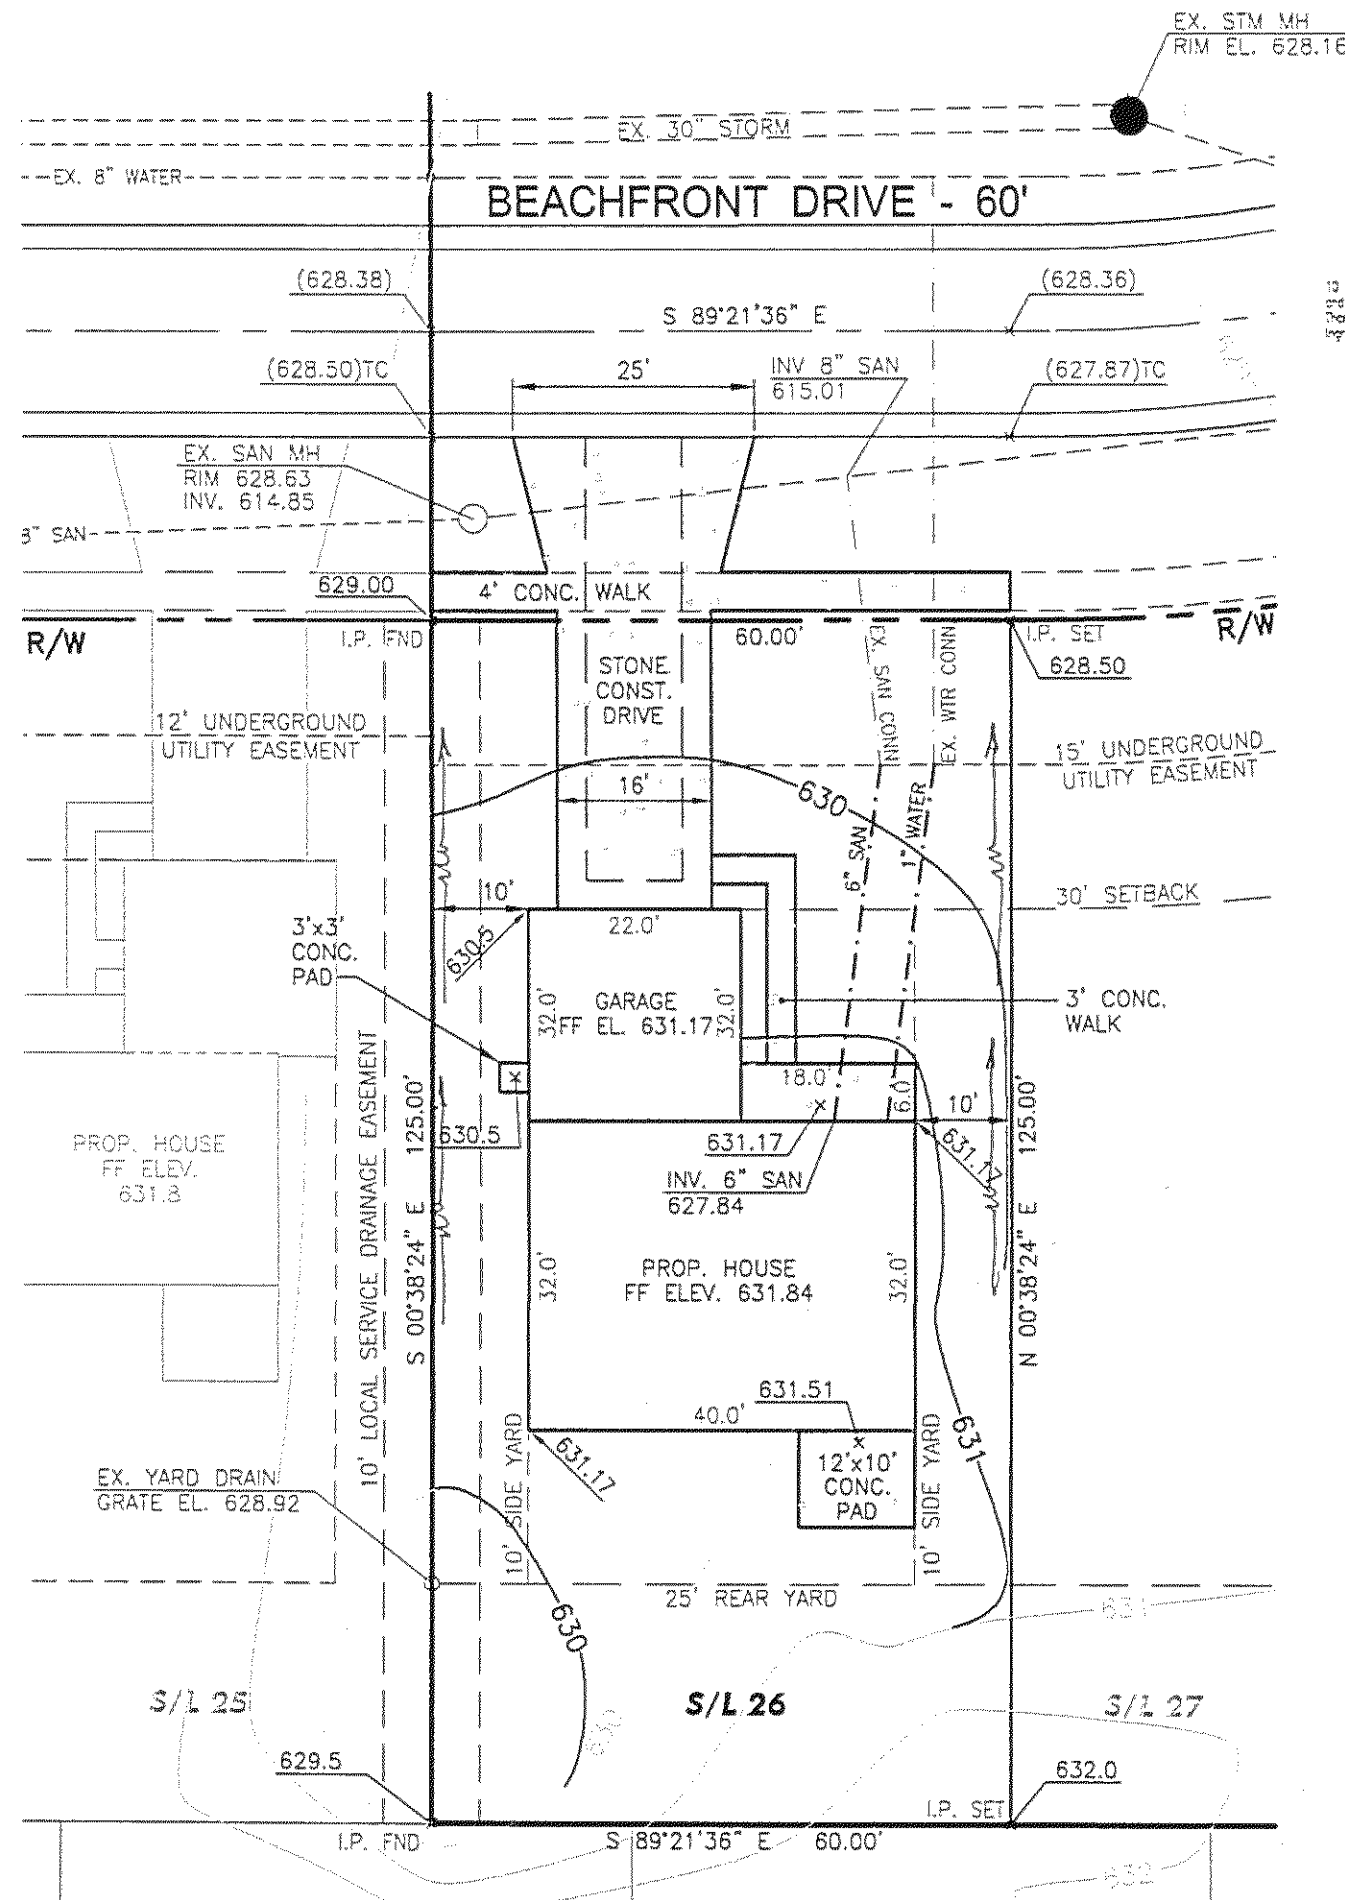 EX. STM MH
RIM EL. 628.16
EX. 30" STORM
EX. 8" WATER
BEACHFRONT DRIVE - 60'
(628.38)
(628.36)
S 89°21'36" E
(628.50)TC
25'
INV 8" SAN
615.01
(627.87)TC
EX. SAN MH
RIM 628.63
INV. 614.85
8" SAN
629.00
4' CONC. WALK
R/W
I.P. FND
60.00'
I.P. SET
R/W
628.50
STONE
CONST.
DRIVE
EX. SAN CONN
EX. WTR CONN
12' UNDERGROUND
UTILITY EASEMENT
15' UNDERGROUND
UTILITY EASEMENT
16'
630
6" SAN
1" WATER
10'
30' SETBACK
3'x3'
CONC.
PAD
630.5
22.0'
32.0'
GARAGE
FF EL. 631.17
32.0'
3' CONC.
WALK
18.0'
6.0'
10'
630.5
631.17
631.17
INV. 6" SAN
627.84
PROP. HOUSE
FF ELEV.
631.8
10' LOCAL SERVICE DRAINAGE EASEMENT
S 00°38'24" E 125.00'
N 00°38'24" E 125.00'
32.0'
PROP. HOUSE
FF ELEV. 631.84
32.0'
631.51
40.0'
631.17
12'x10'
CONC.
PAD
631
10' SIDE YARD
10' SIDE YARD
EX. YARD DRAIN
GRATE EL. 628.92
25' REAR YARD
631
630
S/L 25
S/L 26
S/L 27
630
629.5
632.0
I.P. SET
I.P. FND
S 89°21'36" E 60.00'
632